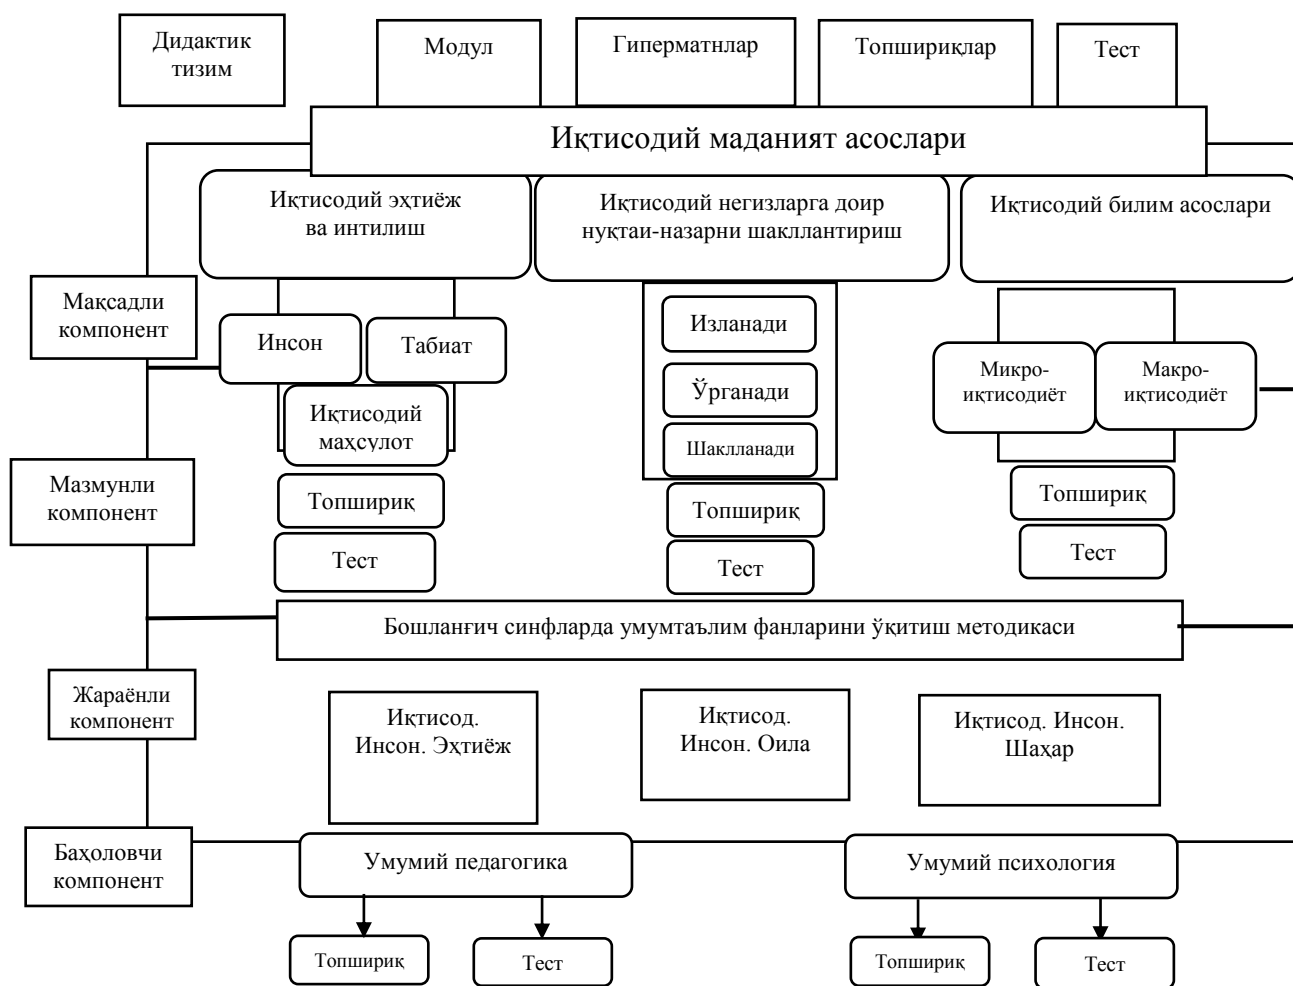 Дидактик
тизим
Модул
Гиперматнлар
Топшириқлар
Тест
Иқтисодий маданият асослари
Иқтисодий эҳтиёж
ва интилиш
Иқтисодий негизларга доир
нуқтаи-назарни шакллантириш
Иқтисодий билим асослари
Мақсадли
компонент
Инсон
Табиат
Иқтисодий
маҳсулот
Изланади
Ўрганади
Шаклланади
Микро-
иқтисодиёт
Макро-
иқтисодиёт
Мазмунли
компонент
Топшириқ
Тест
Топшириқ
Тест
Топшириқ
Тест
Бошланғич синфларда умумтаълим фанларини ўқитиш методикаси
Жараёнли
компонент
Иқтисод.
Инсон. Эҳтиёж
Иқтисод.
Инсон. Оила
Иқтисод. Инсон.
Шаҳар
Баҳоловчи
компонент
Умумий педагогика
Умумий психология
Топшириқ
Тест
Топшириқ
Тест